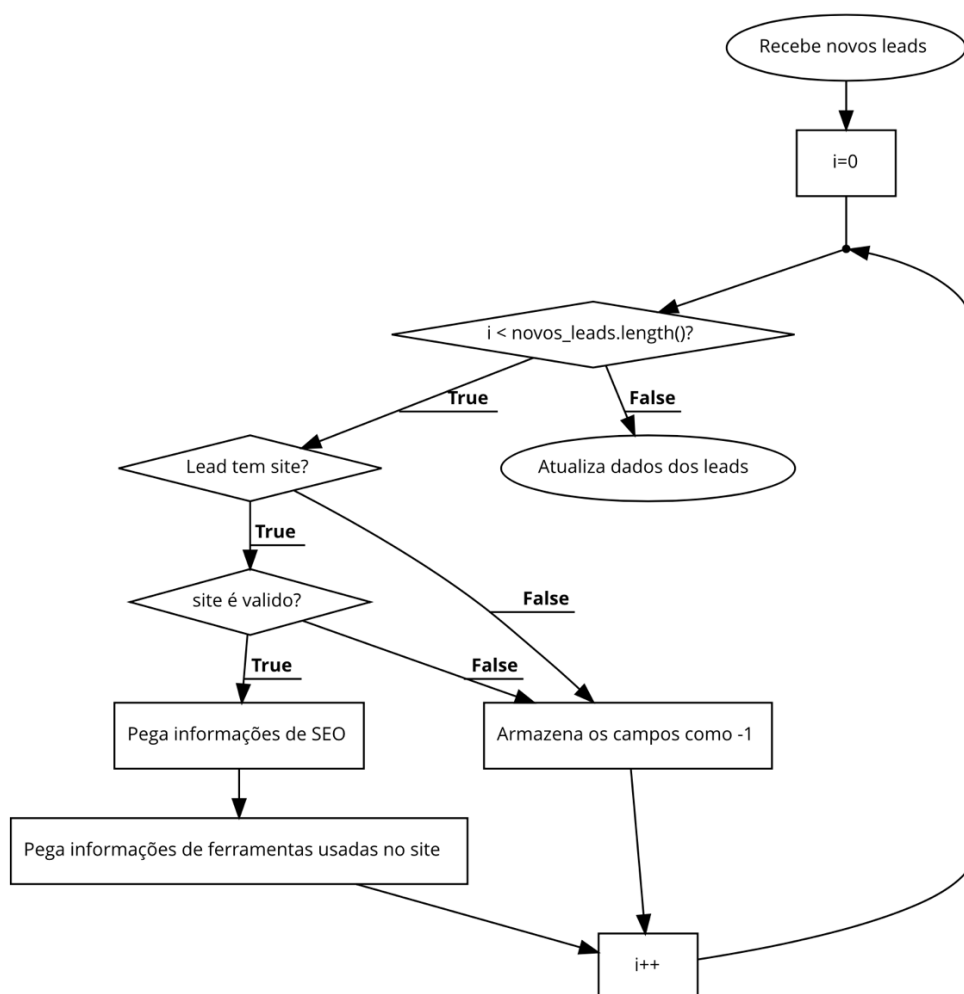 Recebe novos leads
i=0
i < novos_leads.length()?
True
False
Lead tem site?
Atualiza dados dos leads
True
site é valido?
False
True
False
Pega informações de SEO
Armazena os campos como -1
Pega informações de ferramentas usadas no site
i++